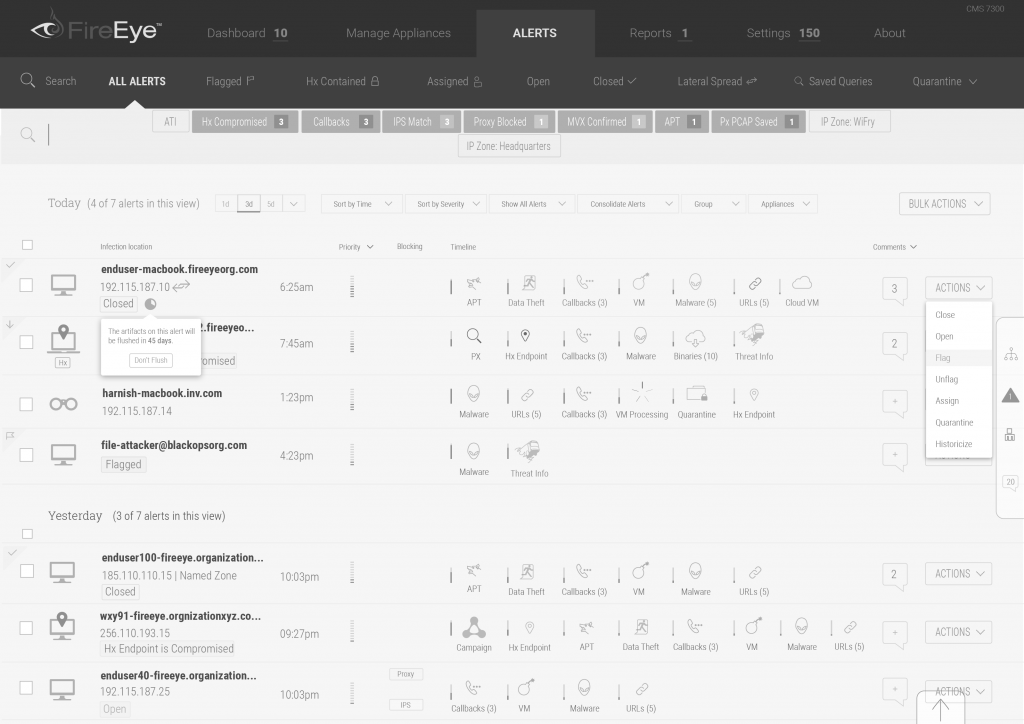 CMS 7300
FireEye™
Dashboard 10
Manage Appliances
ALERTS
Reports 1
Settings 150
About
Search
ALL ALERTS
Flagged
Hx Contained
Assigned
Open
Closed
Lateral Spread
Saved Queries
Quarantine
ATI
Hx Compromised 3
Callbacks 3
IPS Match 3
Proxy Blocked 1
MVX Confirmed 1
APT 1
Px PCAP Saved 1
IP Zone: WiFry
IP Zone: Headquarters
Today (4 of 7 alerts in this view)
1d 3d 5d
Sort by Time
Sort by Severity
Show All Alerts
Consolidate Alerts
Group
Appliances
BULK ACTIONS
Infection location
Priority
Blocking
Timeline
Comments
enduser-macbook.fireeyeorg.com
192.115.187.10
Closed
6:25am
APT
Data Theft
Callbacks (3)
VM
Malware (5)
URLs (5)
Cloud VM
3
ACTIONS
Close
Open
Flag
Unflag
Assign
Quarantine
Historicize
The artifacts on this alert will
be flushed in 45 days.
Don't Flush
Hx
2.fireeyeo...
romised
7:45am
PX
Hx Endpoint
Callbacks (3)
Malware
Binaries (10)
Threat Info
2
harnish-macbook.inv.com
192.115.187.14
1:23pm
Malware
URLs (5)
Callbacks (3)
VM Processing
Quarantine
Hx Endpoint
+
file-attacker@blackopsorg.com
Flagged
4:23pm
Malware
Threat Info
+
ACTIONS
1
20
Yesterday (3 of 7 alerts in this view)
enduser100-fireeye.organization...
185.110.110.15 | Named Zone
Closed
10:03pm
APT
Data Theft
Callbacks (3)
VM
Malware
URLs (5)
2
ACTIONS
wxy91-fireeye.orgnizationxyz.co...
256.110.193.15
Hx Endpoint is Compromised
09:27pm
Campaign
Hx Endpoint
APT
Data Theft
Callbacks (3)
VM
Malware
URLs (5)
+
ACTIONS
enduser40-fireeye.organization...
192.115.187.25
Open
10:03pm
Proxy
IPS
Callbacks (3)
VM
Malware
URLs (5)
+
ACTIONS